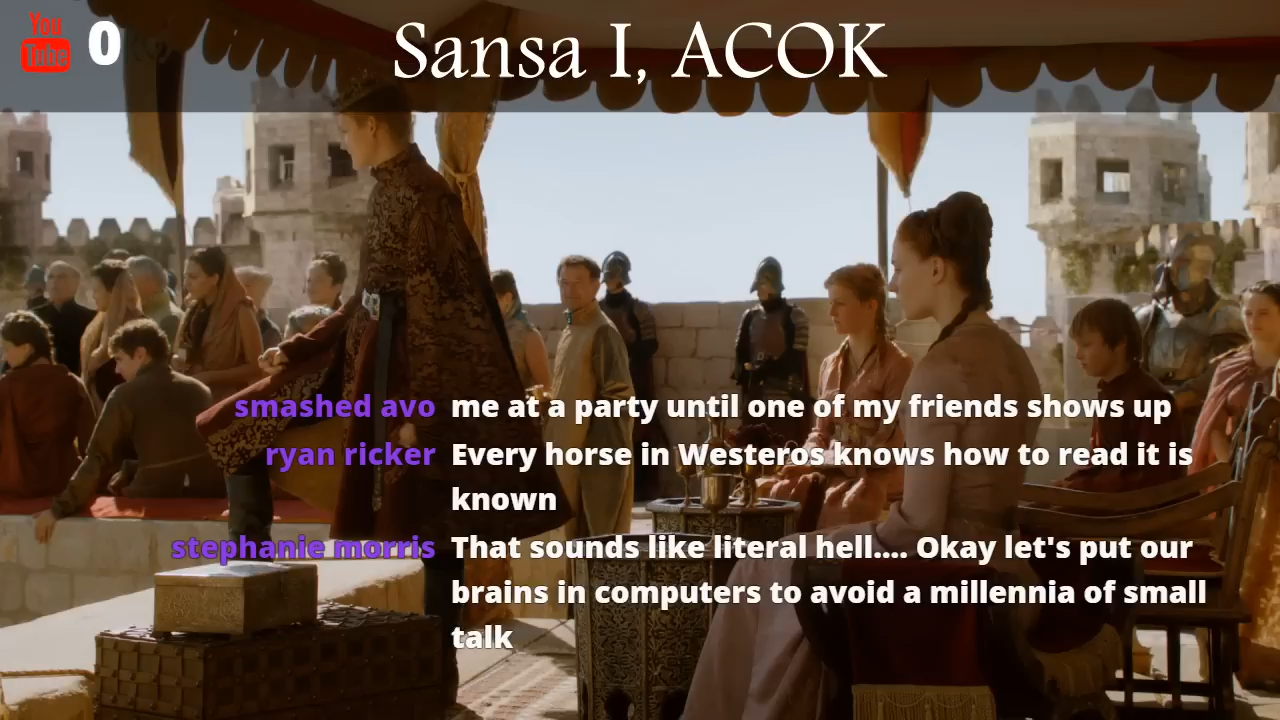 You
Tube
0
Sansa I, ACOK
smashed avo me at a party until one of my friends shows up
ryan ricker Every horse in Westeros knows how to read it is
known
stephanie morris That sounds like literal hell.... Okay let's put our
brains in computers to avoid a millennia of small
talk